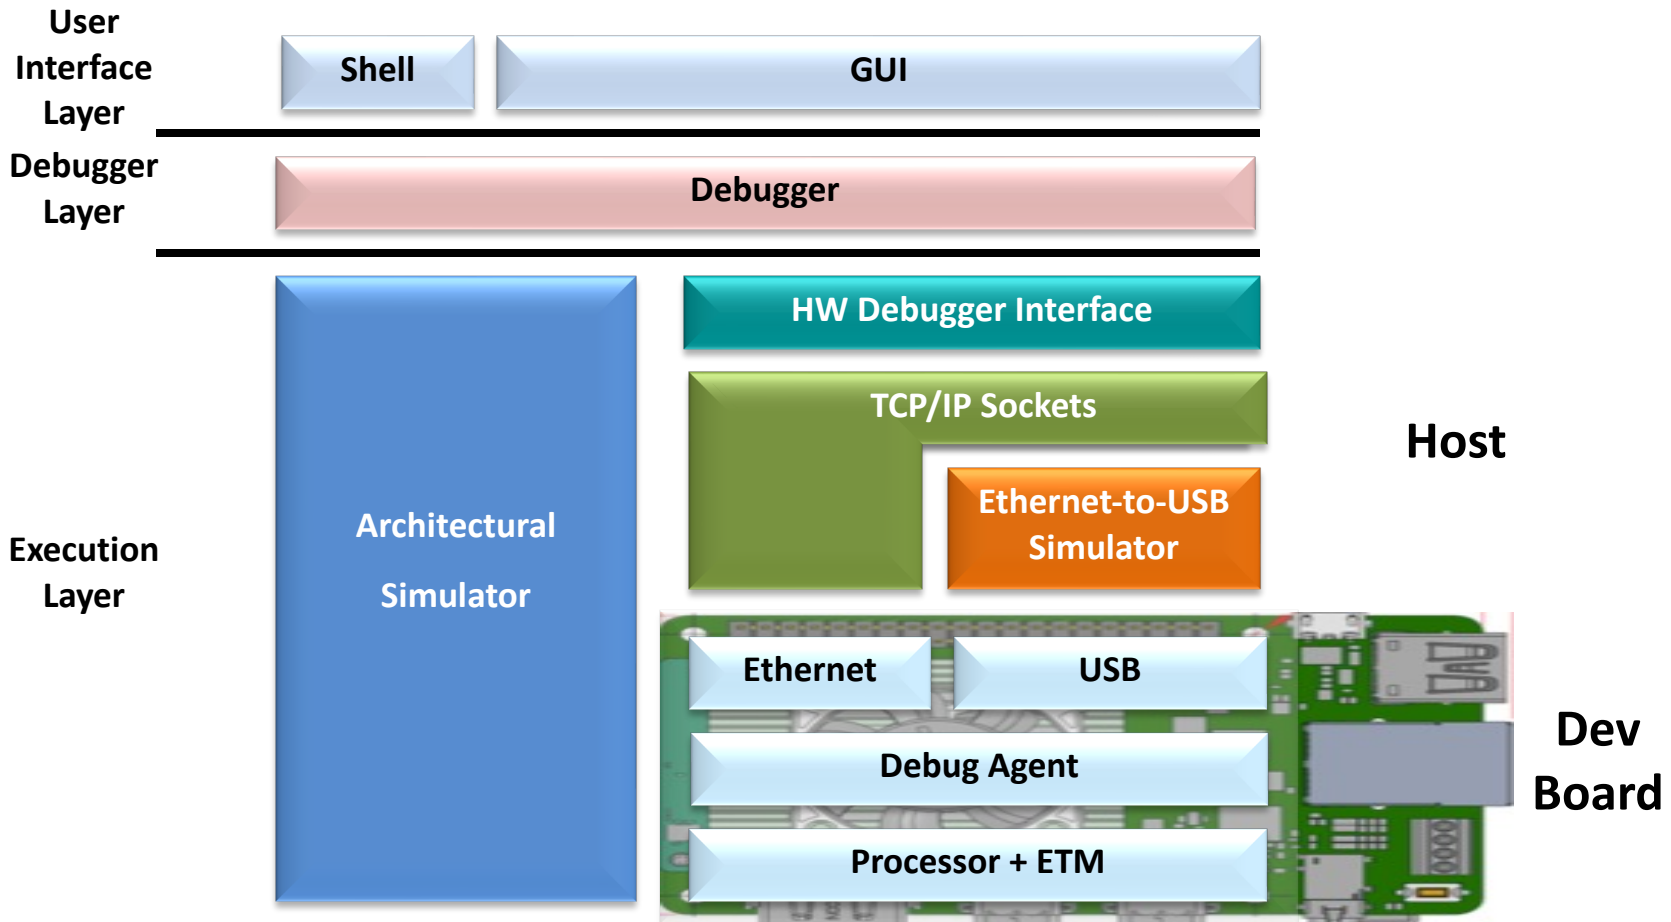 User
Interface
Layer
Shell
GUI
Debugger
Layer
Debugger
Execution
Layer
Architectural
Simulator
HW Debugger Interface
TCP/IP Sockets
Ethernet-to-USB
Simulator
Host
Ethernet
USB
Debug Agent
Processor + ETM
Dev
Board